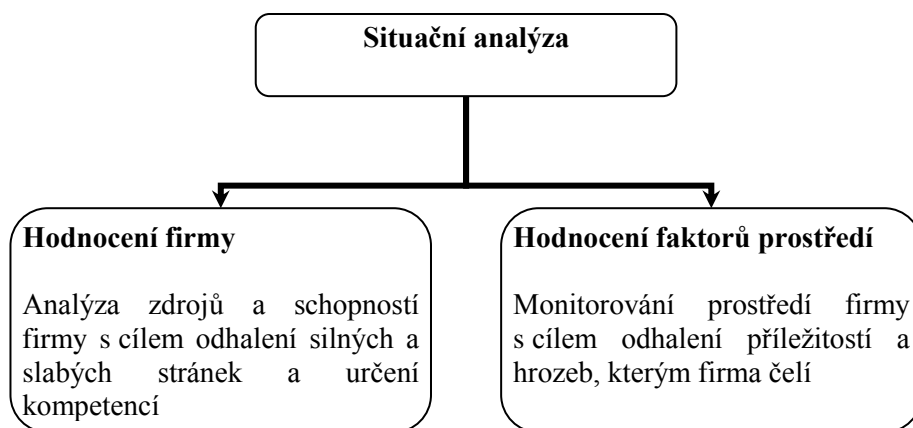 Situační analýza
Hodnocení firmy
Analýza zdrojů a schopností
firmy s cílem odhalení silných a
slabých stránek a určení
kompetencí
Hodnocení faktorů prostředí
Monitorování prostředí firmy
s cílem odhalení příležitostí a
hrozeb, kterým firma čelí